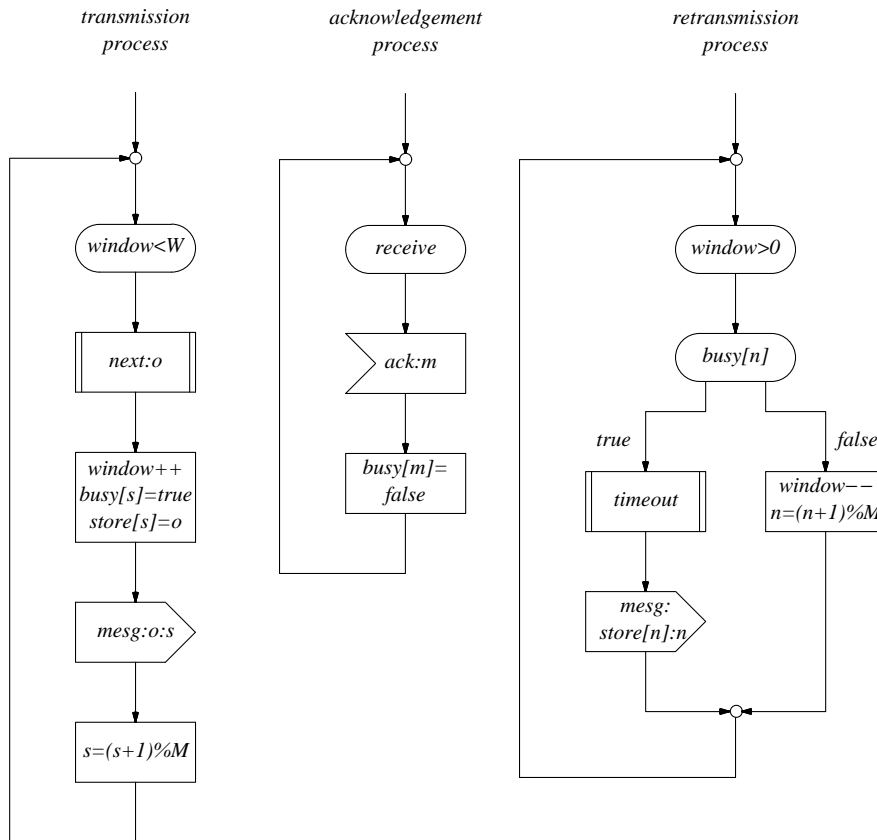 transmission
process
acknowledgement
process
retransmission
process
window<W
next:o
window++
busy[s]=true
store[s]=o
mesg:o:s
s=(s+1)%M
receive
ack:m
busy[m]=
false
window>0
busy[n]
true
false
timeout
window--
n=(n+1)%M
mesg:
store[n]:n